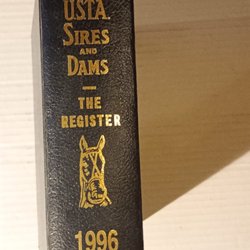 U.S.T.A.
SIRES
AND
DAMS
THE
REGISTER
1996